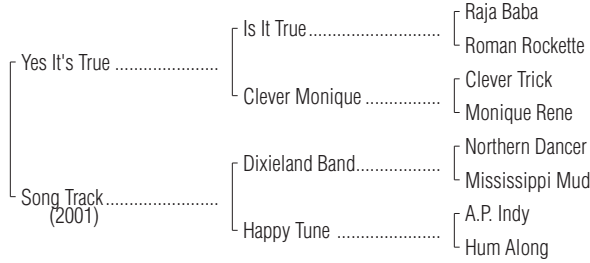 Raja Baba
Is It True
Roman Rockette
Yes It's True
Clever Trick
Clever Monique
Monique Rene
Northern Dancer
Dixieland Band
Mississippi Mud
Song Track
(2001)
A.P. Indy
Happy Tune
Hum Along